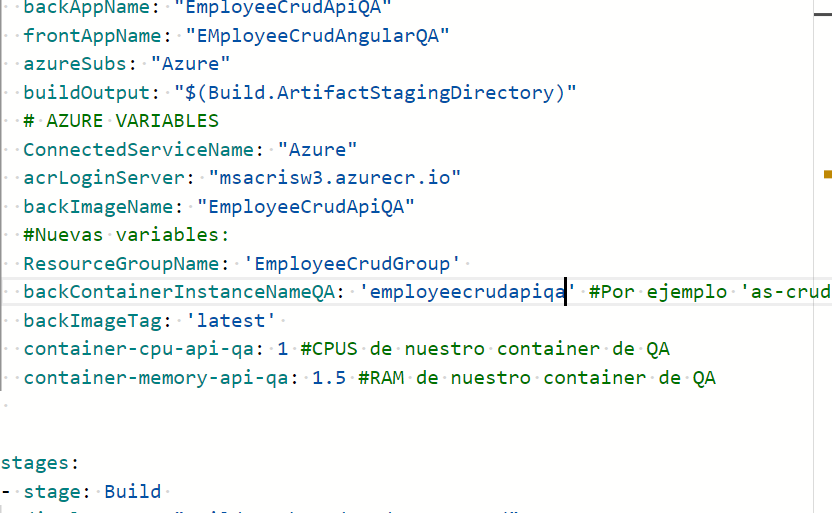 backAppName: "EmployeeCrudApiQA"
frontAppName: "EMployeeCrudAngularQA"
azureSubs: "Azure"
buildOutput: "$(Build.ArtifactStagingDirectory)"
# AZURE VARIABLES
ConnectedServiceName: "Azure"
acrLoginServer: "msacrisw3.azurecr.io"
backImageName: "EmployeeCrudApiQA"
#Nuevas variables:
ResourceGroupName: 'EmployeeCrudGroup'
backContainerInstanceNameQA: 'employeecrudapiqa' #Por ejemplo 'as-crud
backImageTag: 'latest'
container-cpu-api-qa: 1 #CPUS de nuestro container de QA
container-memory-api-qa: 1.5 #RAM de nuestro container de QA
stages:
- stage: Build